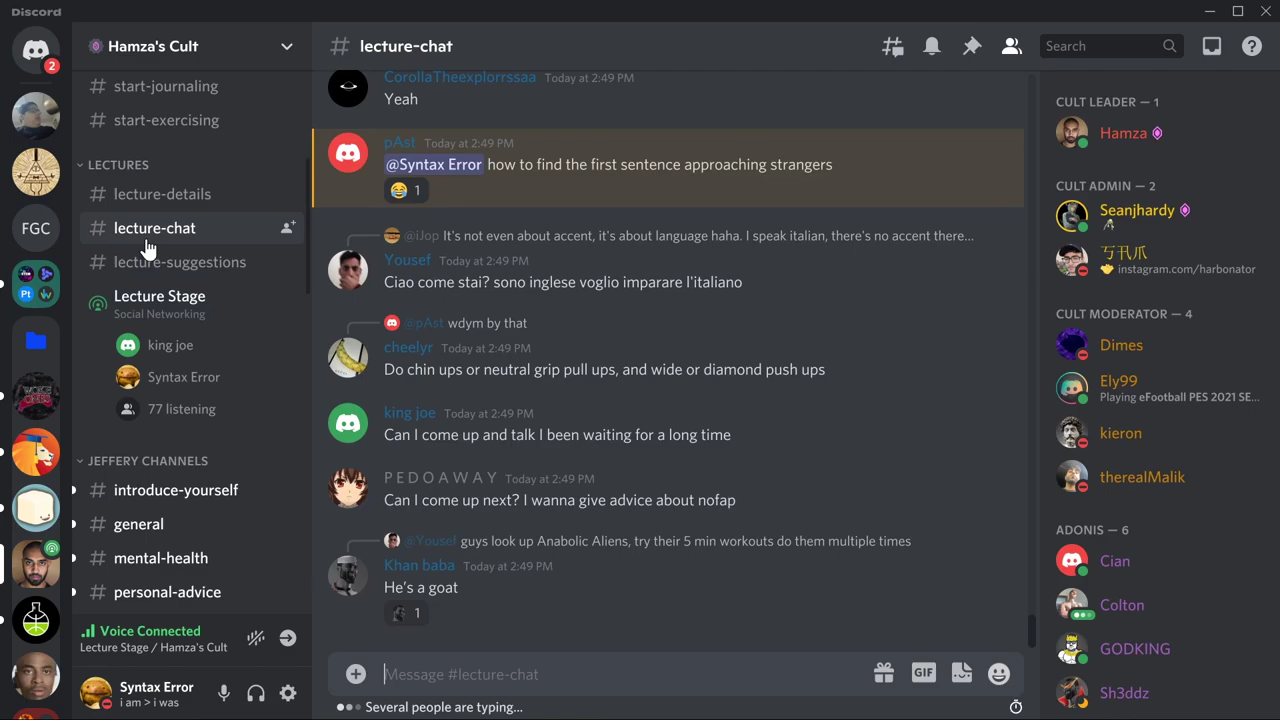 Discord
2
FGC
Hamza's Cult
start-journaling
start-exercising
LECTURES
lecture-details
lecture-chat
lecture-suggestions
Lecture Stage
Social Networking
king joe
Syntax Error
77 listening
JEFFERY CHANNELS
introduce-yourself
general
mental-health
personal-advice
Voice Connected
Lecture Stage / Hamza's Cult
Syntax Error
i am > i was
# lecture-chat
Search
CorollaTheexplorrssaa Today at 2:49 PM
Yeah
pAst Today at 2:49 PM
@Syntax Error how to find the first sentence approaching strangers
1
@iJop It's not even about accent, it's about language haha. I speak italian, there's no accent there...
Yousef Today at 2:49 PM
Ciao come stai? sono inglese voglio imparare l'italiano
@pAst wdym by that
cheelyr Today at 2:49 PM
Do chin ups or neutral grip pull ups, and wide or diamond push ups
king joe Today at 2:49 PM
Can I come up and talk I been waiting for a long time
P E D O A W A Y Today at 2:49 PM
Can I come up next? I wanna give advice about nofap
@Yousef guys look up Anabolic Aliens, try their 5 min workouts do them multiple times
Khan baba Today at 2:49 PM
He's a goat
1
Message #lecture-chat
GIF
Several people are typing...
CULT LEADER — 1
Hamza
CULT ADMIN — 2
Seanjhardy
instagram.com/harbonator
CULT MODERATOR — 4
Dimes
Ely99
Playing eFootball PES 2021 SE...
kieron
therealMalik
ADONIS — 6
Cian
Colton
GODKING
Sh3ddz